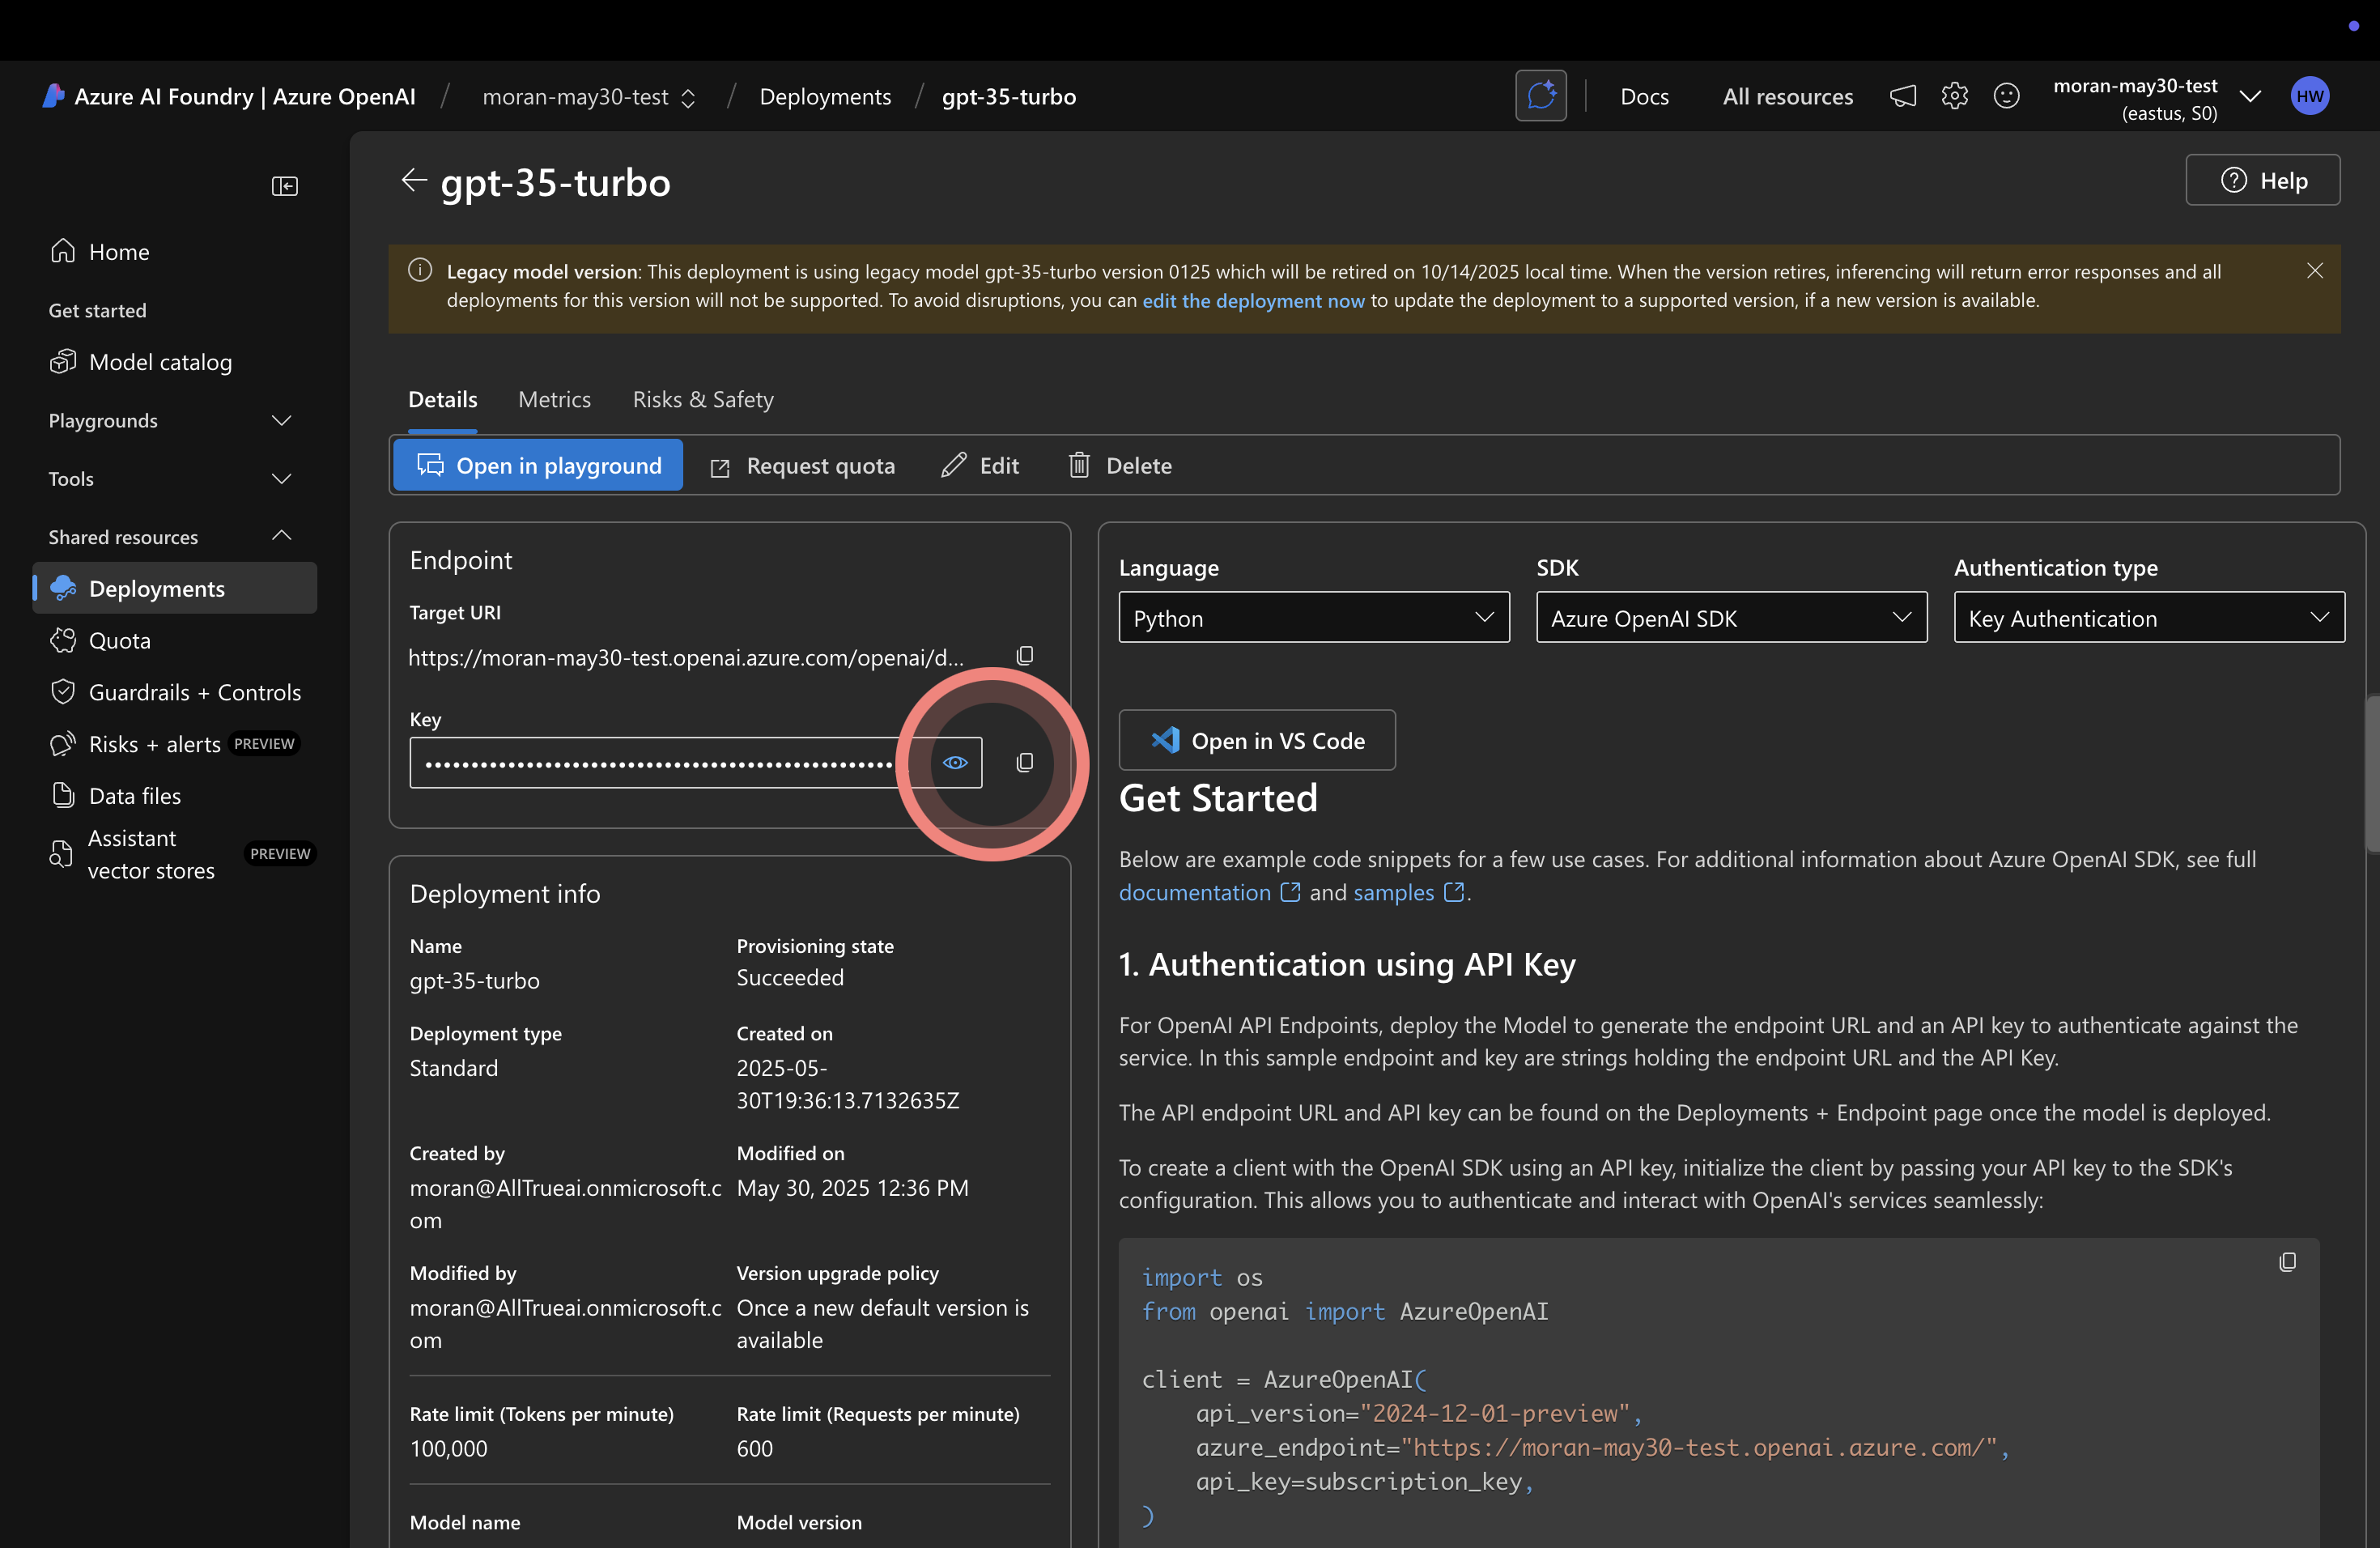 Azure AI Foundry | Azure OpenAI / moran-may30-test / Deployments / gpt-35-turbo
Docs
All resources
moran-may30-test
(eastus, S0)
HW
Home
Get started
Model catalog
Playgrounds
Tools
Shared resources
Deployments
Quota
Guardrails + Controls
Risks + alerts PREVIEW
Data files
Assistant
vector stores
PREVIEW
gpt-35-turbo
Help
Legacy model version: This deployment is using legacy model gpt-35-turbo version 0125 which will be retired on 10/14/2025 local time. When the version retires, inferencing will return error responses and all
deployments for this version will not be supported. To avoid disruptions, you can edit the deployment now to update the deployment to a supported version, if a new version is available.
Details Metrics Risks & Safety
Open in playground Request quota Edit Delete
Endpoint
Target URI
https://moran-may30-test.openai.azure.com/openai/d...
Key
••••••••••••••••••••••••••••••••••••••••••••••••••
Deployment info
Name
gpt-35-turbo
Provisioning state
Succeeded
Deployment type
Standard
Created on
2025-05-
30T19:36:13.7132635Z
Created by
moran@AllTrueai.onmicrosoft.c
om
Modified on
May 30, 2025 12:36 PM
Modified by
moran@AllTrueai.onmicrosoft.c
om
Version upgrade policy
Once a new default version is
available
Rate limit (Tokens per minute)
100,000
Rate limit (Requests per minute)
600
Model name
Model version
Language
Python
SDK
Azure OpenAI SDK
Authentication type
Key Authentication
Open in VS Code
Get Started
Below are example code snippets for a few use cases. For additional information about Azure OpenAI SDK, see full
documentation and samples .
1. Authentication using API Key
For OpenAI API Endpoints, deploy the Model to generate the endpoint URL and an API key to authenticate against the
service. In this sample endpoint and key are strings holding the endpoint URL and the API Key.
The API endpoint URL and API key can be found on the Deployments + Endpoint page once the model is deployed.
To create a client with the OpenAI SDK using an API key, initialize the client by passing your API key to the SDK's
configuration. This allows you to authenticate and interact with OpenAI's services seamlessly:
import os
from openai import AzureOpenAI
client = AzureOpenAI(
api_version="2024-12-01-preview",
azure_endpoint="https://moran-may30-test.openai.azure.com/",
api_key=subscription_key,
)